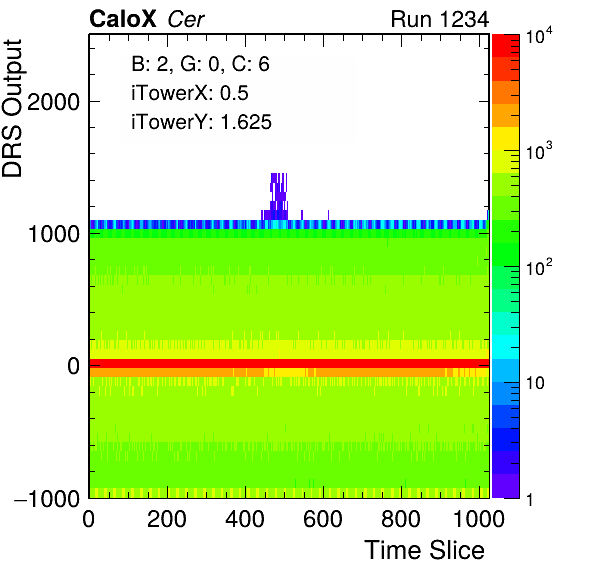 CaloX Cer Run 1234
B: 2, G: 0, C: 6
iTowerX: 0.5
iTowerY: 1.625
DRS Output
2000
1000
0
−1000
0 200 400 600 800 1000
Time Slice
10^4
10^3
10^2
10
1